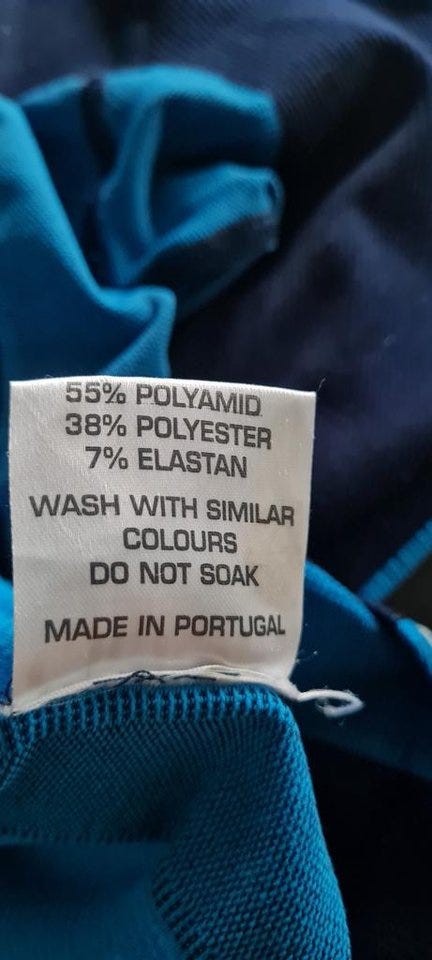 55% POLYAMID
38% POLYESTER
7% ELASTAN
WASH WITH SIMILAR
COLOURS
DO NOT SOAK
MADE IN PORTUGAL